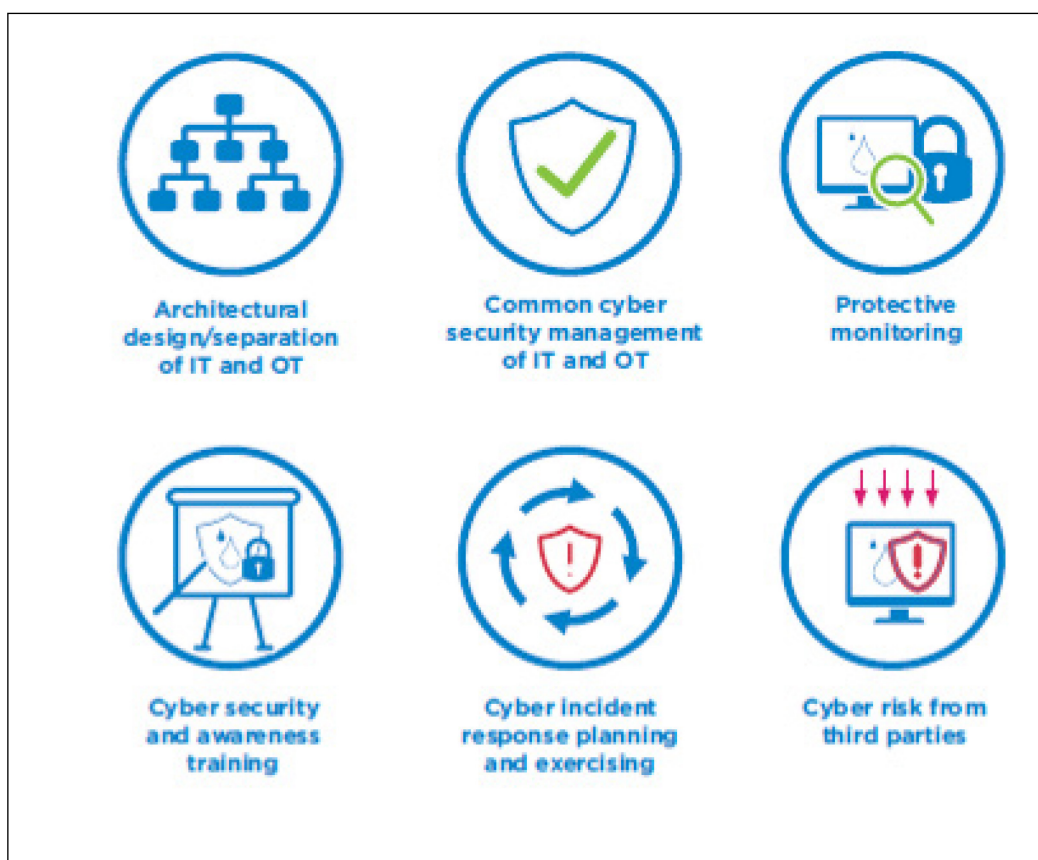 Architectural
design/separation
of IT and OT
Common cyber
security management
of IT and OT
Protective
monitoring
Cyber security
and awareness
training
Cyber incident
response planning
and exercising
Cyber risk from
third parties